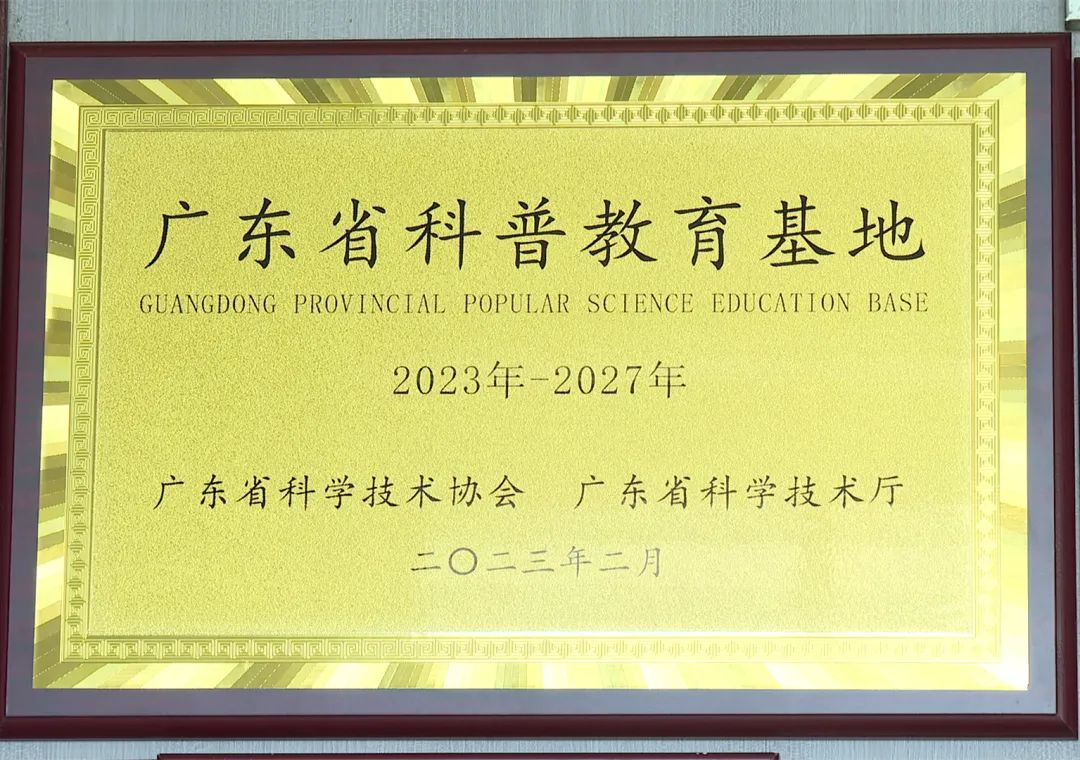 广东省科普教育基地
GUANGDONG PROVINCIAL POPULAR SCIENCE EDUCATION BASE
2023年-2027年
广东省科学技术协会 广东省科学技术厅
二〇二三年二月